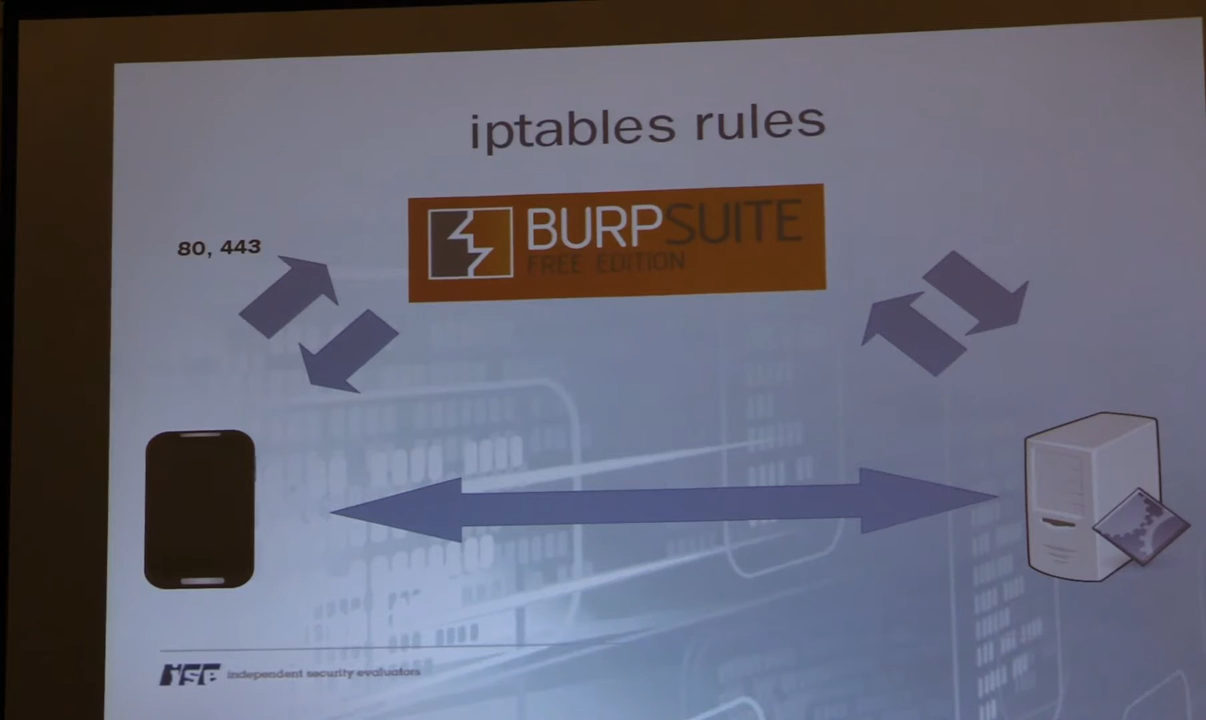 iptables rules
BURPSUITE
FREE EDITION
80, 443
ise independent security evaluators